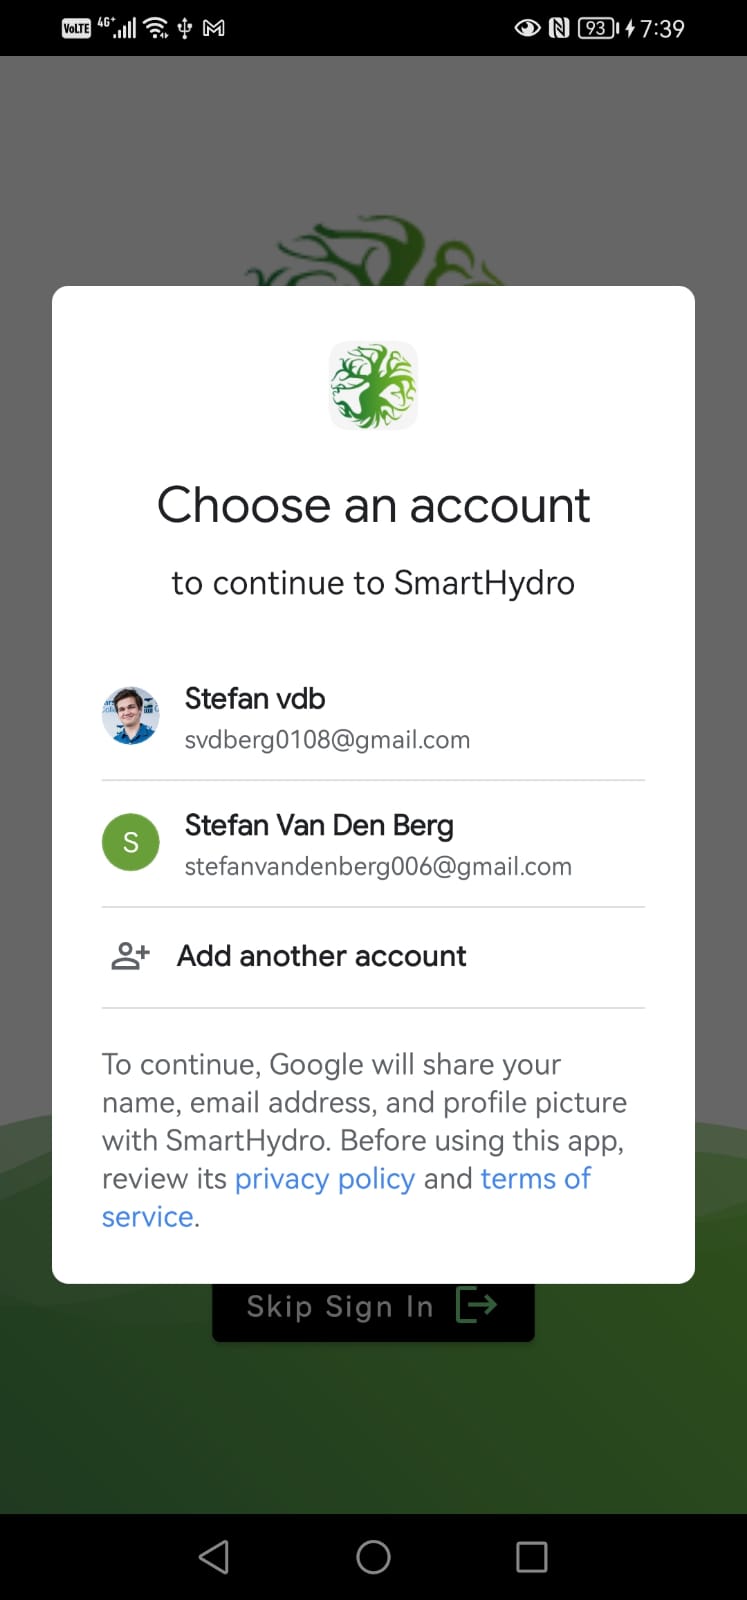 VoLTE 4G+ 93 7:39
Choose an account
to continue to SmartHydro
Stefan vdb
svdberg0108@gmail.com
S
Stefan Van Den Berg
stefanvandenberg006@gmail.com
Add another account
To continue, Google will share your
name, email address, and profile picture
with SmartHydro. Before using this app,
review its privacy policy and terms of
service.
Skip Sign In